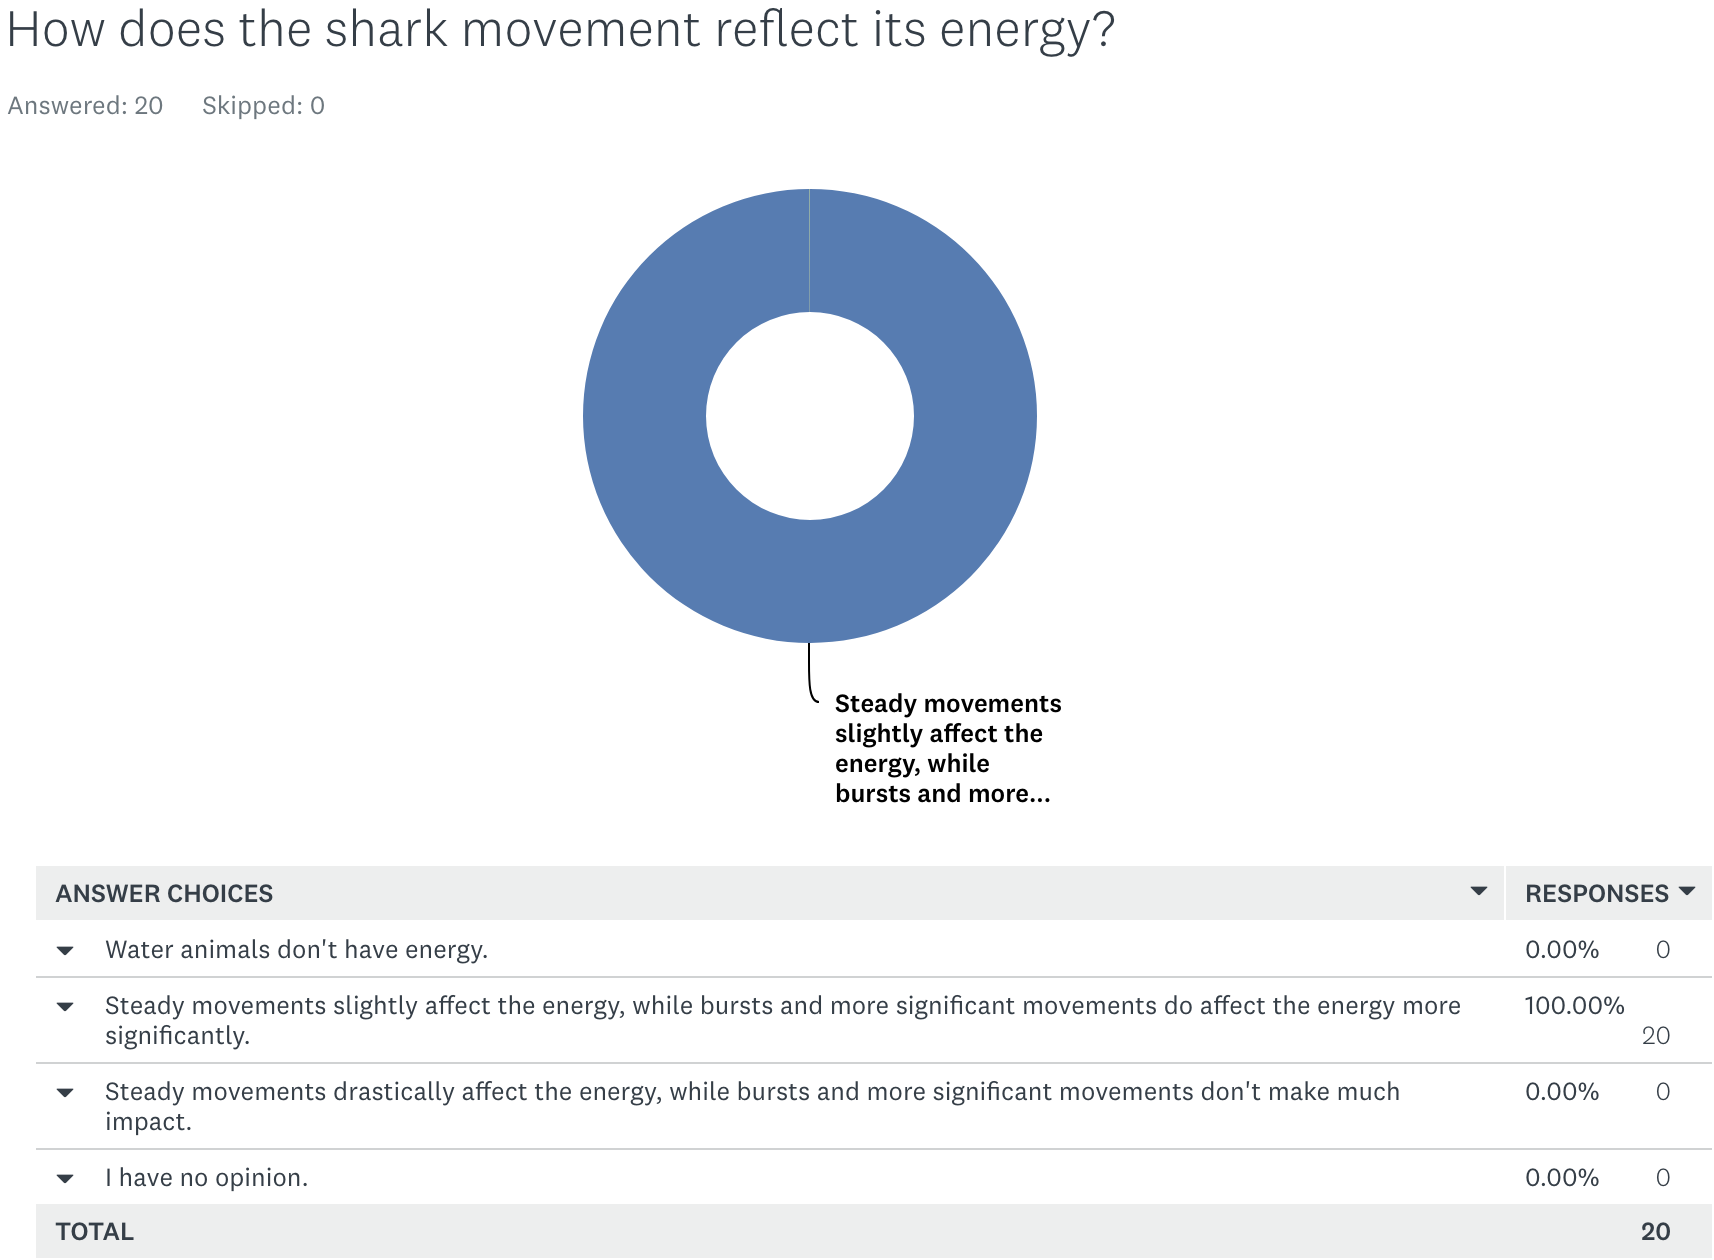 How does the shark movement reflect its energy?
Answered: 20 Skipped: 0
Steady movements
slightly affect the
energy, while
bursts and more...
ANSWER CHOICES RESPONSES
Water animals don't have energy. 0.00% 0
Steady movements slightly affect the energy, while bursts and more significant movements do affect the energy more 100.00%
significantly. 20
Steady movements drastically affect the energy, while bursts and more significant movements don't make much 0.00% 0
impact.
I have no opinion. 0.00% 0
TOTAL 20